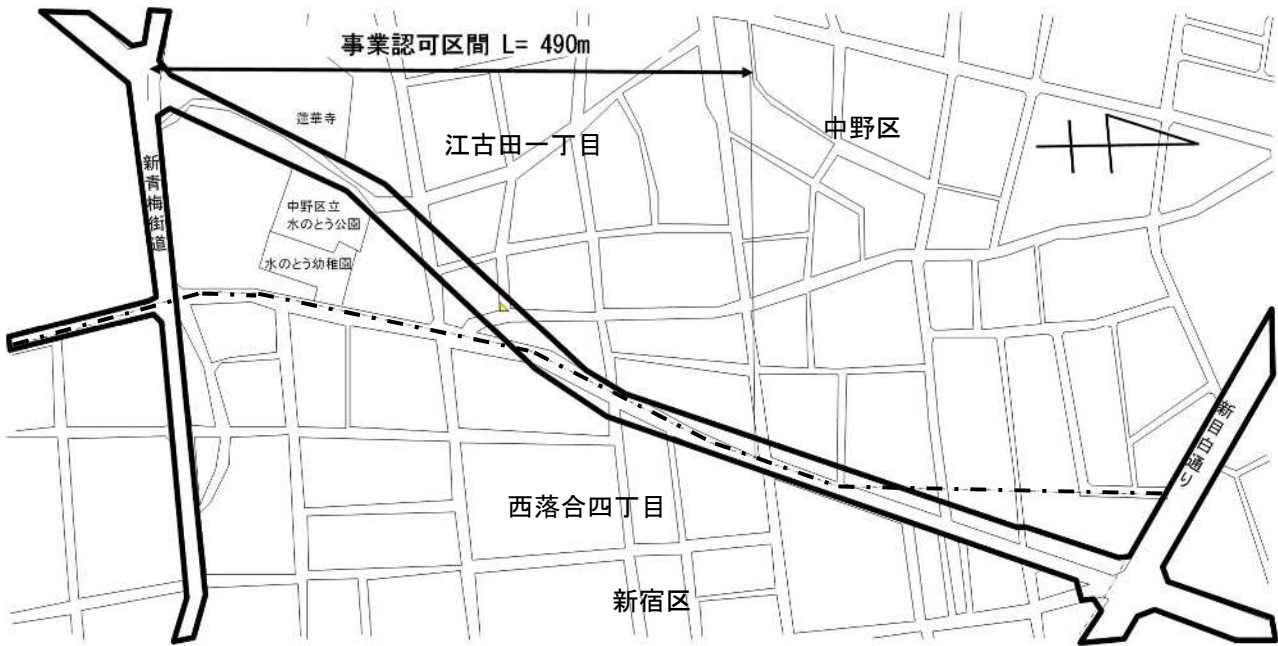 事業認可区間 L= 490m
蓮華寺
江古田一丁目
中野区
新青梅街道
中野区立
水のとう公園
水のとう幼稚園
新目白通り
西落合四丁目
新宿区